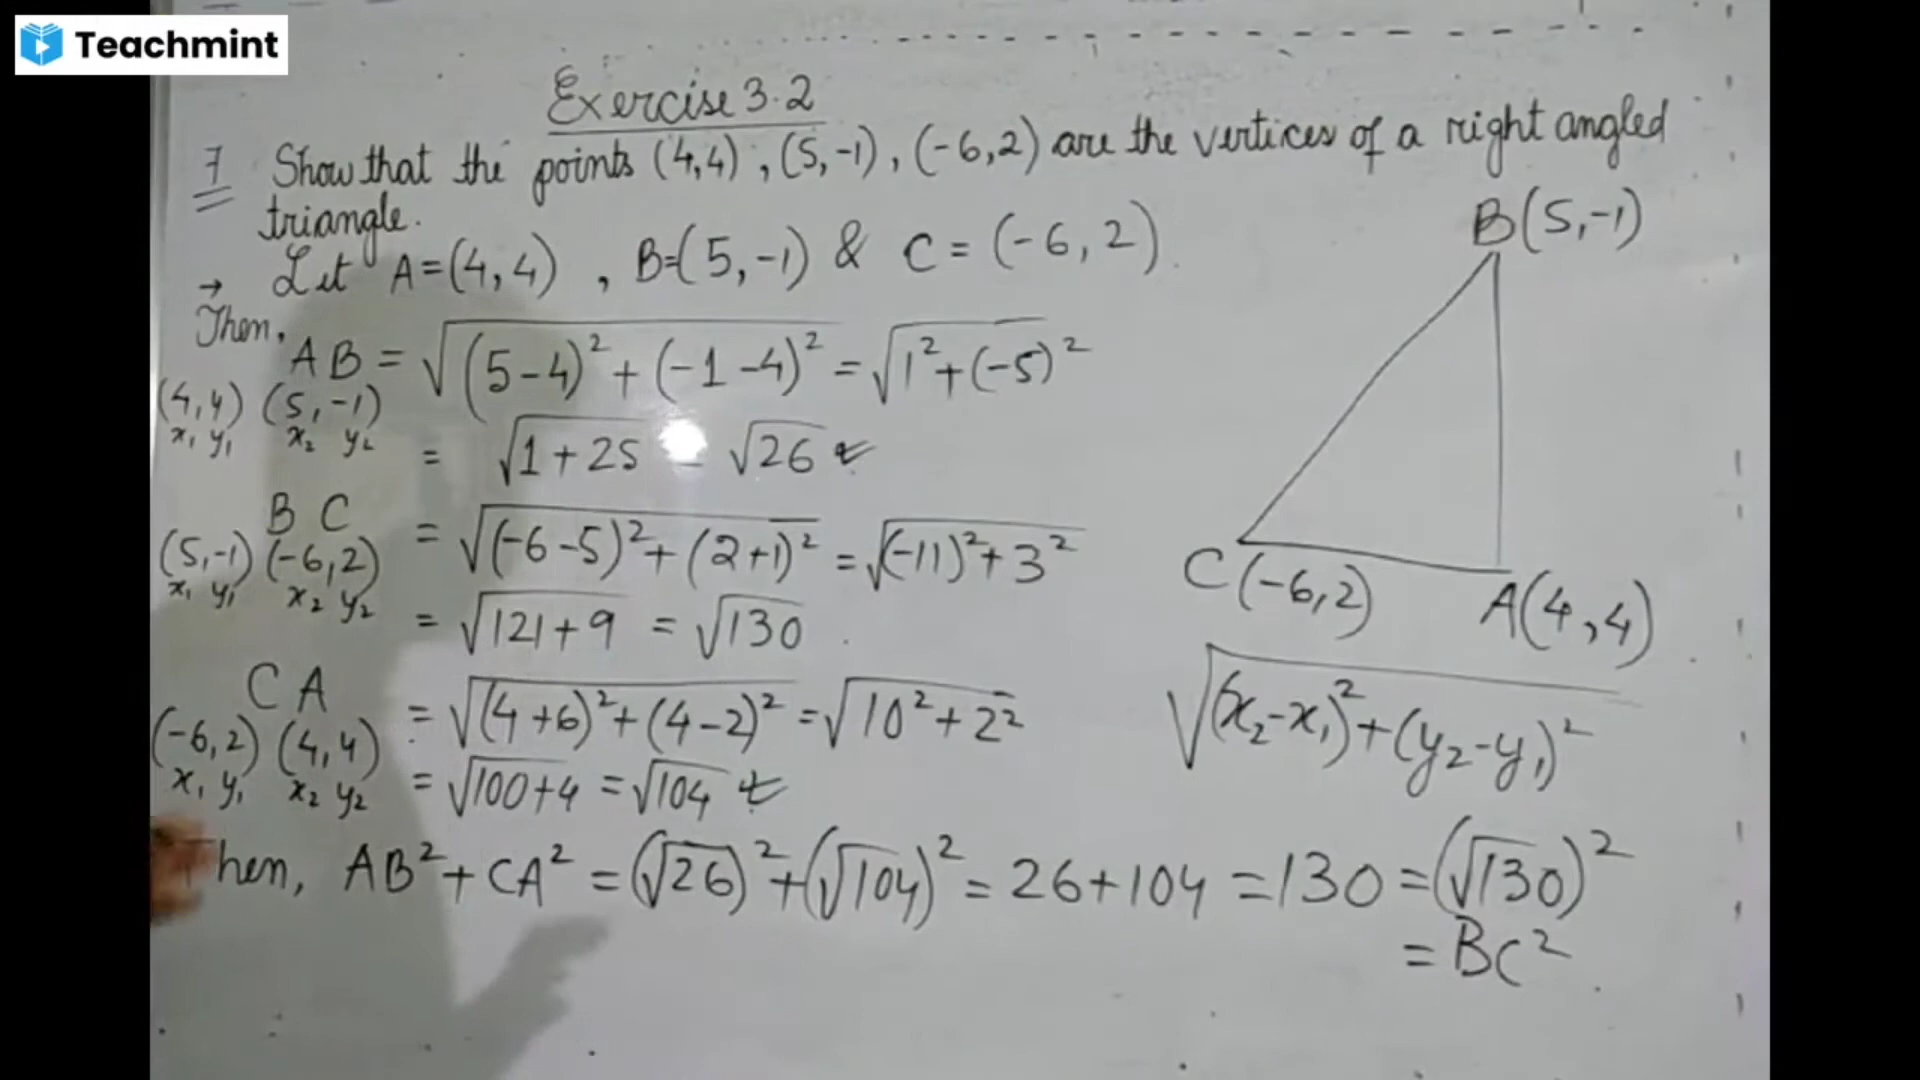 Teachmint
Exercise 3.2
7 Show that the points (4,4), (5,-1), (-6,2) are the vertices of a right angled
triangle.
→ Let A=(4,4), B=(5,-1) & C=(-6,2).
Then,
AB = √((5-4)² + (-1-4)²) = √(1²+(-5)²)
(4,4) (5,-1)
x₁ y₁ x₂ y₂
= √(1+25) = √26
BC = √((-6-5)² + (2+1)²) = √((-11)²+3²)
(5,-1) (-6,2)
x₁ y₁ x₂ y₂
= √(121+9) = √130
CA = √((4+6)²+(4-2)²) = √(10²+2²)
(-6,2) (4,4)
x₁ y₁ x₂ y₂
= √(100+4) = √104
Then, AB²+CA² = (√26)²+(√104)² = 26+104 = 130 = (√130)²
= BC²
B(5,-1)
C(-6,2)
A(4,4)
√((x₂-x₁)²+(y₂-y₁)²)